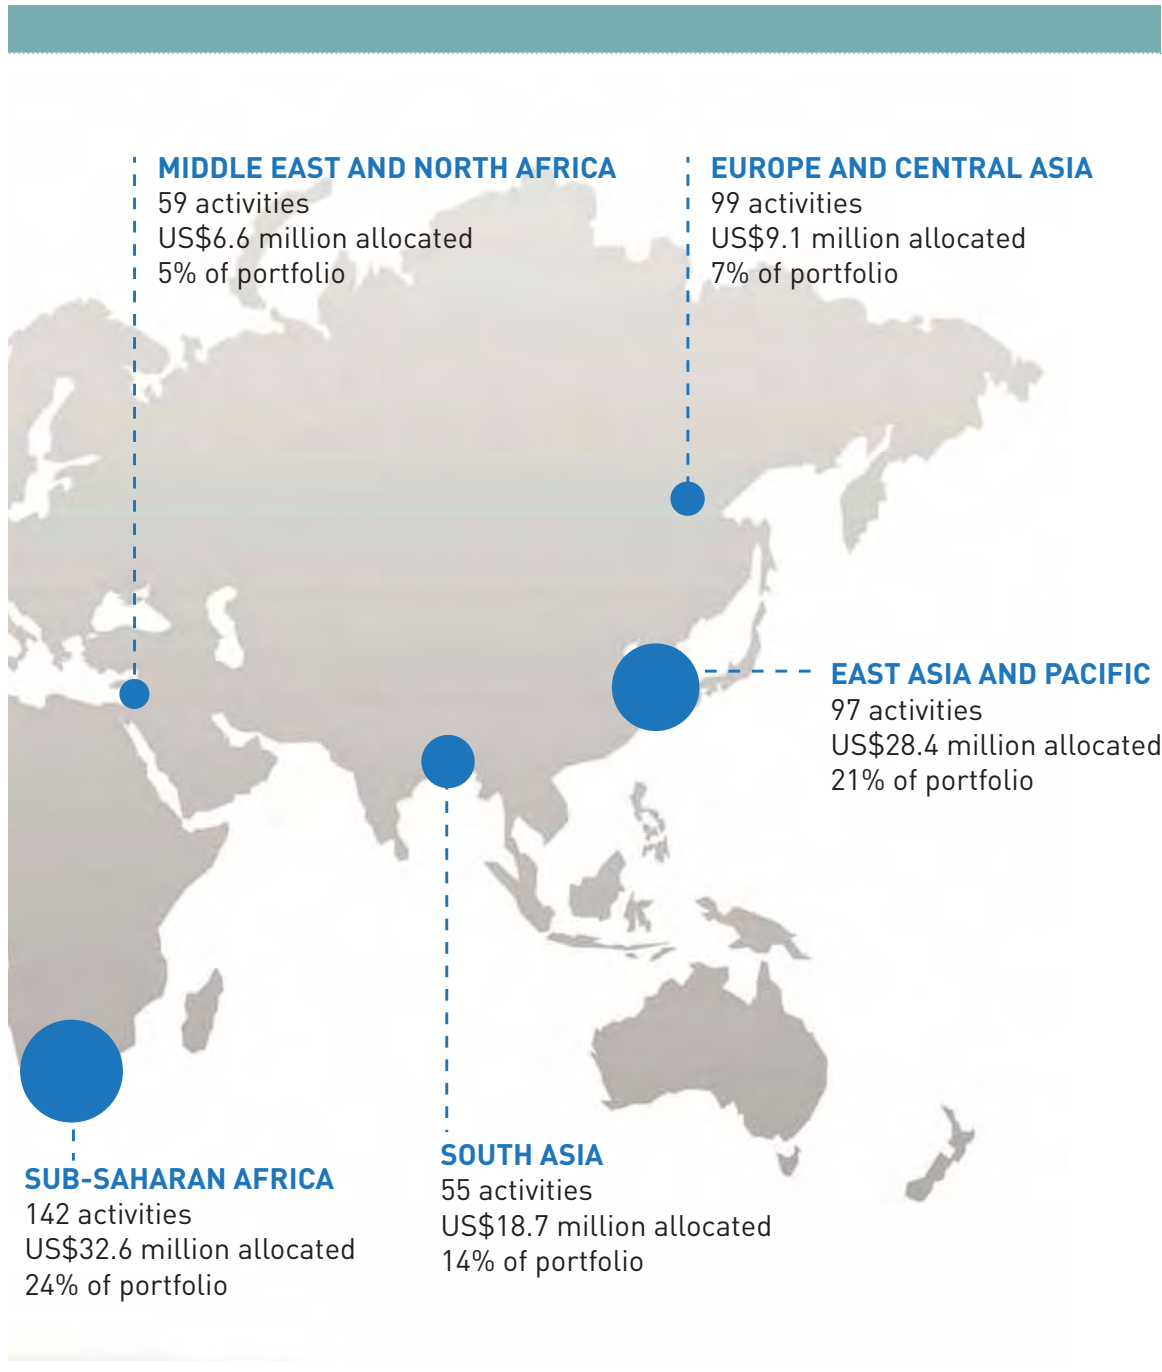 MIDDLE EAST AND NORTH AFRICA
59 activities
US$6.6 million allocated
5% of portfolio
EUROPE AND CENTRAL ASIA
99 activities
US$9.1 million allocated
7% of portfolio
EAST ASIA AND PACIFIC
97 activities
US$28.4 million allocated
21% of portfolio
SUB-SAHARAN AFRICA
142 activities
US$32.6 million allocated
24% of portfolio
SOUTH ASIA
55 activities
US$18.7 million allocated
14% of portfolio